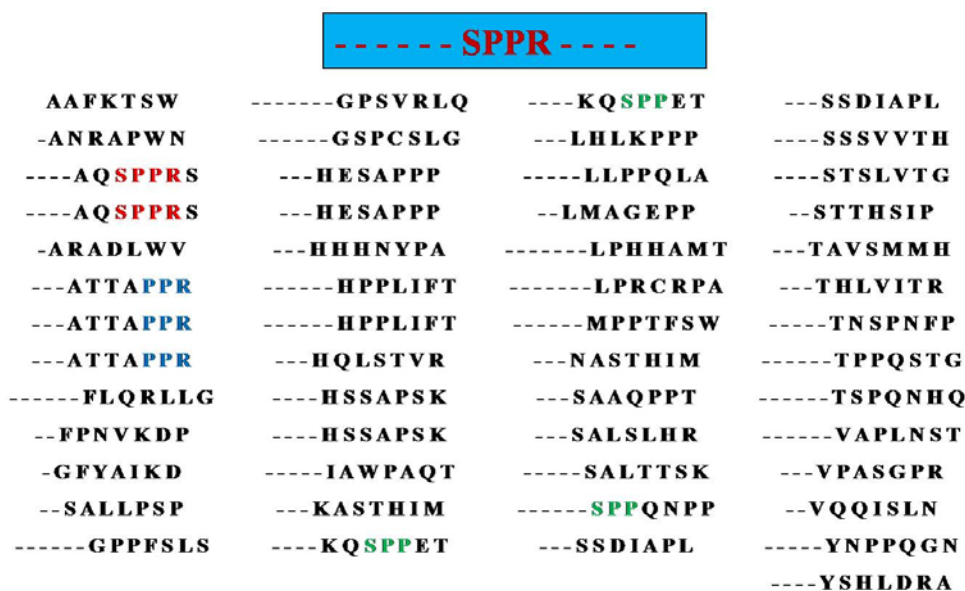 - - - - - - SPPR - - - -
AAFKTSW
-ANRAPWN
----AQSPPRS
----AQSPPRS
-ARADLWV
---ATTAPPR
---ATTAPPR
---ATTAPPR
------FLQRLLG
--FPNVKDP
-GFYAIKD
--SALLPSP
------GPPFSLS
-------GPSVRLQ
------GSPCSLG
---HESAPPP
---HESAPPP
---HHHNYPA
------HPPLIFT
------HPPLIFT
---HQLSTVR
----HSSAPSK
----HSSAPSK
-----IAWPAQT
---KASTHIM
----KQSPPET
----KQSPPET
--LHLKPPP
-----LLPPQLA
--LMAGEPP
-------LPHHAMT
-------LPRCRPA
-----MPPTFSW
---NASTHIM
---SAAQPPT
---SALSLHR
-----SALTTSK
------SPPQNPP
---SSDIAPL
---SSDIAPL
---SSSVVTH
---STSLVTG
--STTHSIP
---TAVSMMH
---THLVITR
----TNSPNFP
------TPPQSTG
------TSPQNHQ
------VAPLNST
---VPASGPR
--VQQISLN
-----YNPPQGN
----YSHLDRA